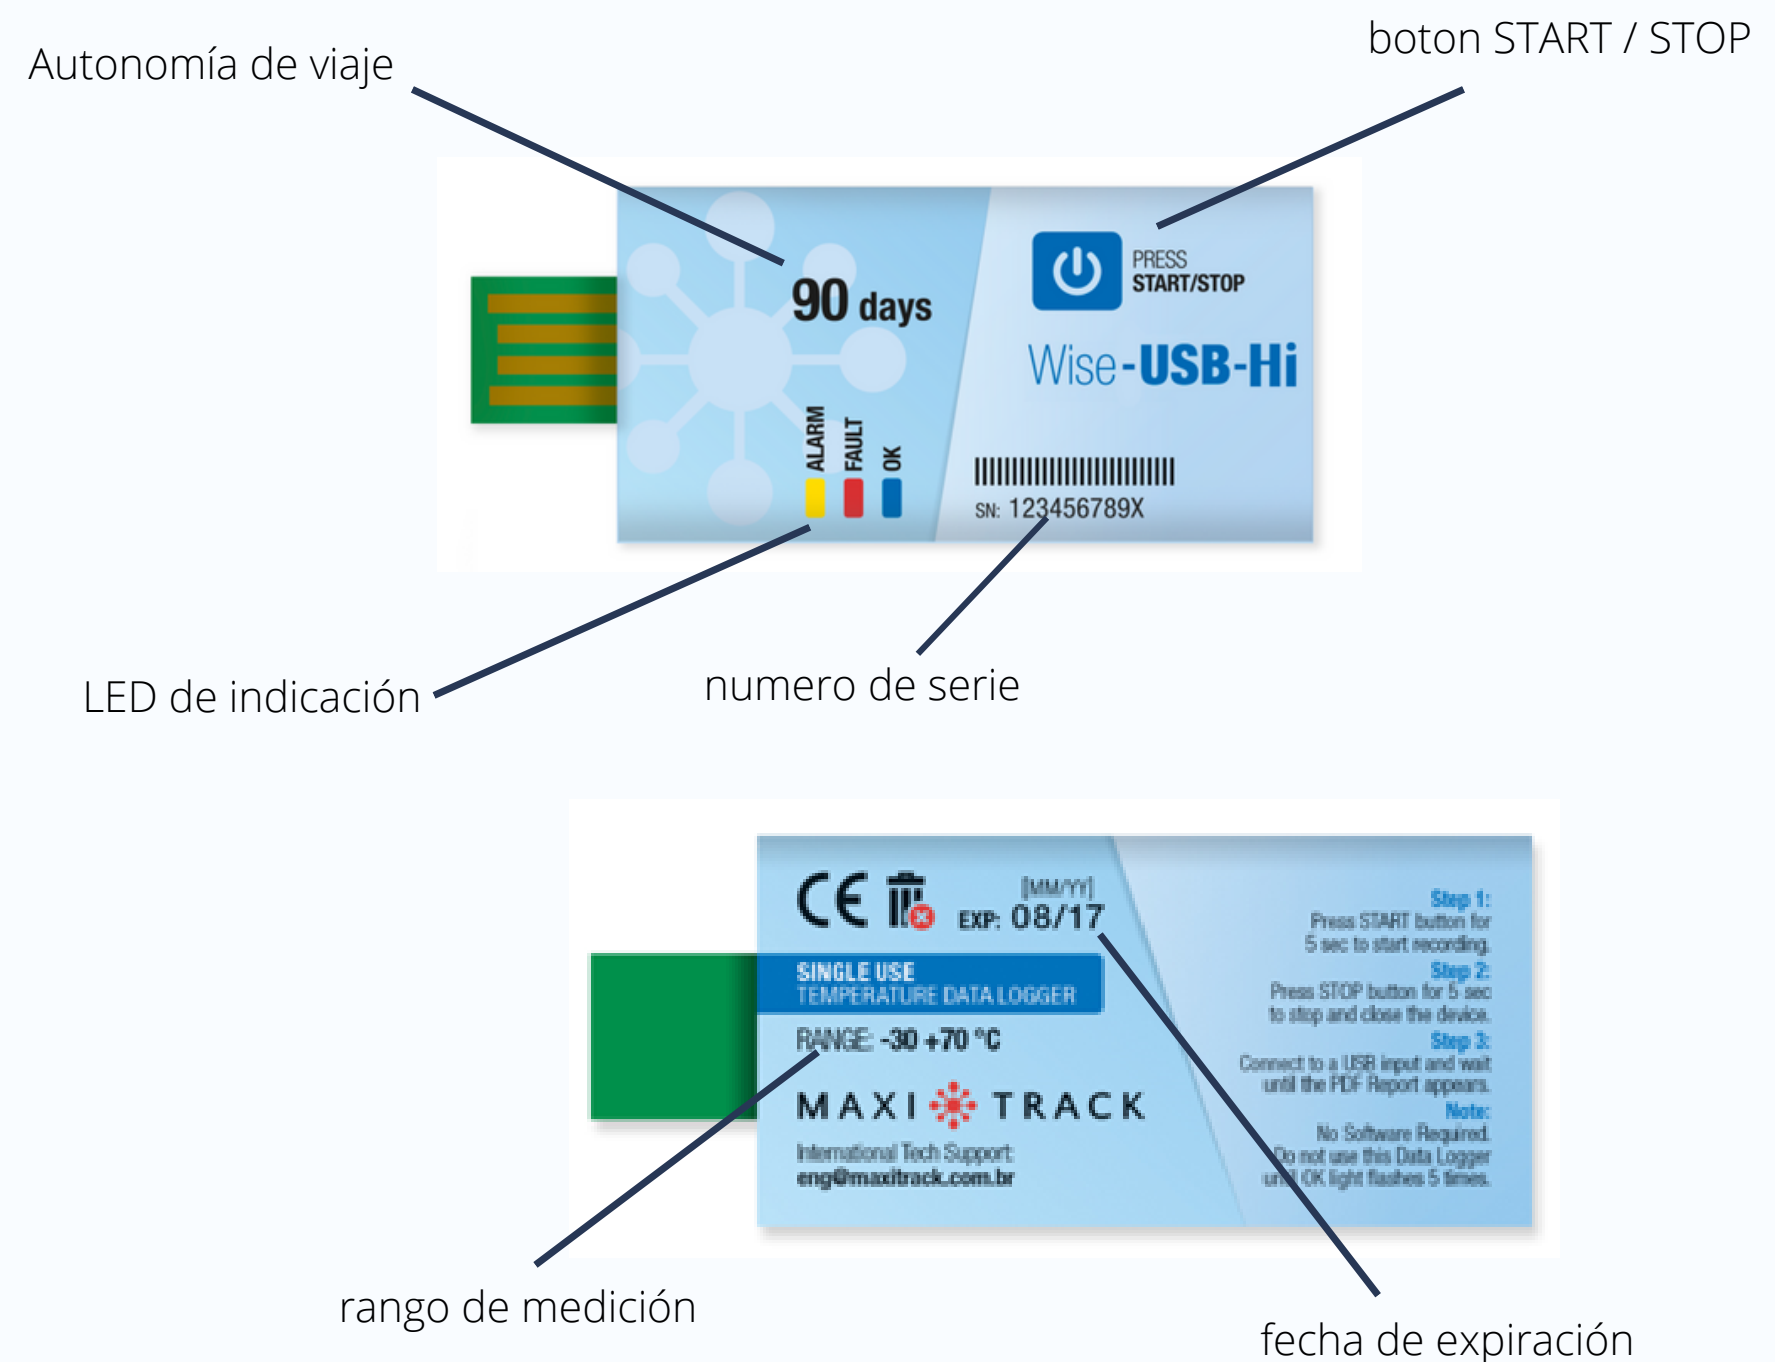 Autonomía de viaje
boton START / STOP
90 days
PRESS
START/STOP
Wise-USB-Hi
ALARM
FAULT
OK
SN: 123456789X
LED de indicación
numero de serie
CE
[MM/YY]
EXP: 08/17
SINGLE USE
TEMPERATURE DATA LOGGER
RANGE: -30 +70 °C
MAXI TRACK
International Tech Support:
eng@maxitrack.com.br
Step 1:
Press START button for
5 sec to start recording.
Step 2:
Press STOP button for 5 sec
to stop and close the device.
Step 3:
Connect to a USB input and wait
until the PDF Report appears.
Note:
No Software Required.
Do not use this Data Logger
until OK light flashes 5 times.
rango de medición
fecha de expiración